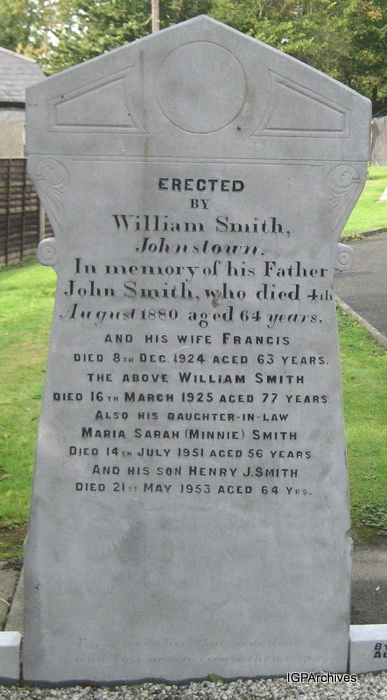 ERECTED
BY
William Smith,
Johnstown.
In memory of his Father
John Smith, who died 4th
August 1880 aged 64 years.
AND HIS WIFE FRANCIS
DIED 8TH DEC. 1924 AGED 63 YEARS.
THE ABOVE WILLIAM SMITH
DIED 16TH MARCH 1925 AGED 77 YEARS.
ALSO HIS DAUGHTER-IN-LAW
MARIA SARAH (MINNIE) SMITH
DIED 14TH JULY 1951 AGED 56 YEARS
AND HIS SON HENRY J. SMITH
DIED 21ST MAY 1953 AGED 64 YRS.
IGPArchives